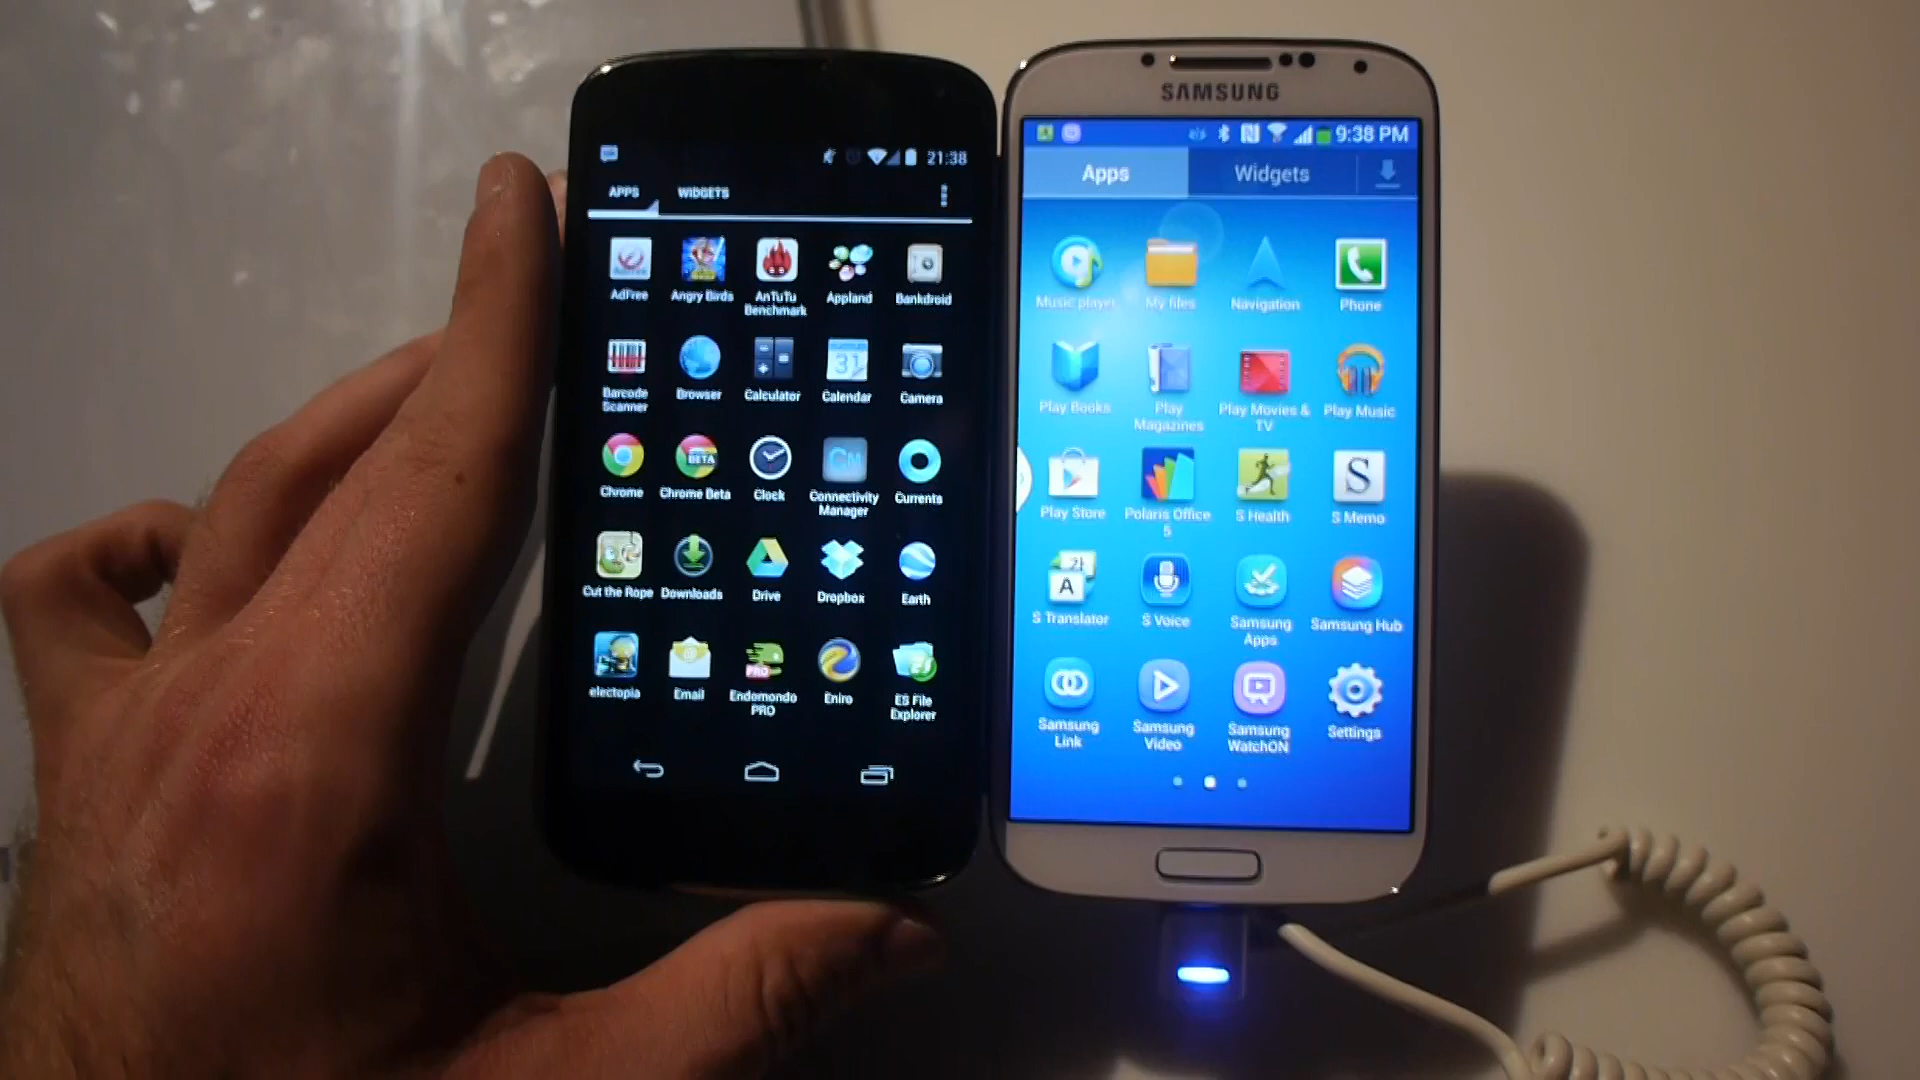 21:38
APPS WIDGETS
AdFree Angry Birds AnTuTu Appland Bankdroid
Benchmark
Barcode Browser Calculator Calendar Camera
Scanner
31
Chrome Chrome Beta Clock Connectivity Currents
Manager
BETA
CM
Cut the Rope Downloads Drive Dropbox Earth
electopia Email Endomondo Eniro ES File
PRO Explorer
PRO
SAMSUNG
9:38 PM
Apps Widgets
Music player My files Navigation Phone
Play Books Play Play Movies & Play Music
Magazines TV
Play Store Polaris Office S Health S Memo
5
S
A
S Translator S Voice Samsung Samsung Hub
Apps
Samsung Samsung Samsung Settings
Link Video WatchON